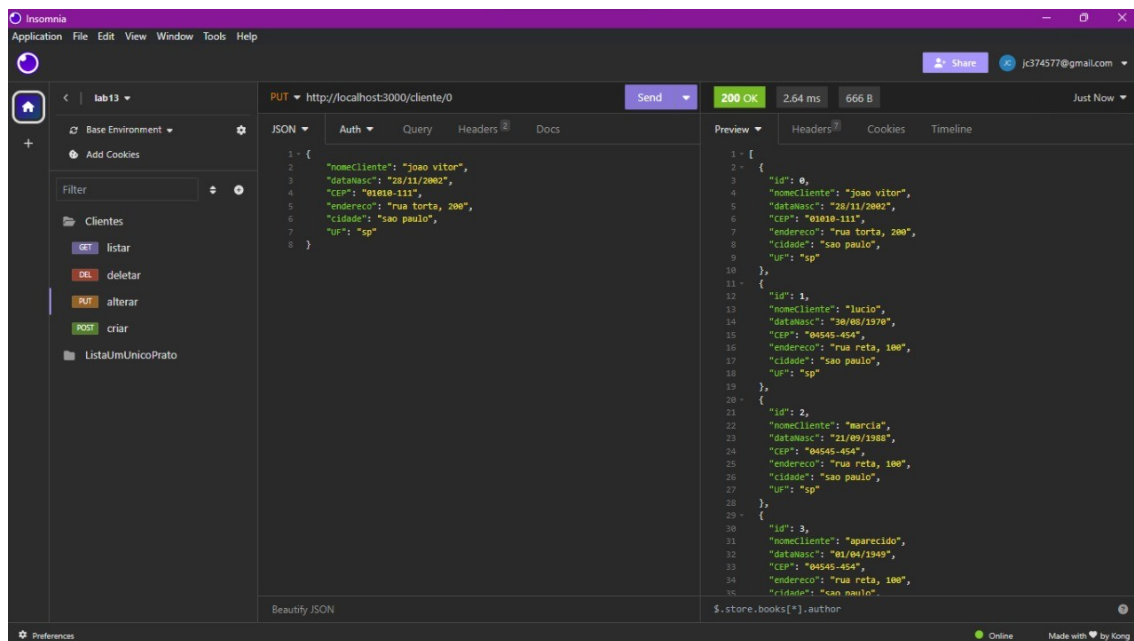 Insomnia
Application File Edit View Window Tools Help
Share
JC
jc374577@gmail.com
lab13
Base Environment
Add Cookies
Filter
Clientes
GET listar
DEL deletar
PUT alterar
POST criar
ListaUmUnicoPrato
PUT http://localhost:3000/cliente/0
Send
JSON Auth Query Headers 2 Docs
1 {
2 "nomeCliente": "joao vitor",
3 "dataNasc": "28/11/2002",
4 "CEP": "01010-111",
5 "endereco": "rua torta, 200",
6 "cidade": "sao paulo",
7 "UF": "sp"
8 }
Beautify JSON
200 OK 2.64 ms 666 B Just Now
Preview Headers 7 Cookies Timeline
1 [
2 {
3 "id": 0,
4 "nomeCliente": "joao vitor",
5 "dataNasc": "28/11/2002",
6 "CEP": "01010-111",
7 "endereco": "rua torta, 200",
8 "cidade": "sao paulo",
9 "UF": "sp"
10 },
11 {
12 "id": 1,
13 "nomeCliente": "lucio",
14 "dataNasc": "30/08/1970",
15 "CEP": "04545-454",
16 "endereco": "rua reta, 100",
17 "cidade": "sao paulo",
18 "UF": "sp"
19 },
20 {
21 "id": 2,
22 "nomeCliente": "marcia",
23 "dataNasc": "21/09/1988",
24 "CEP": "04545-454",
25 "endereco": "rua reta, 100",
26 "cidade": "sao paulo",
27 "UF": "sp"
28 },
29 {
30 "id": 3,
31 "nomeCliente": "aparecido",
32 "dataNasc": "01/04/1949",
33 "CEP": "04545-454",
34 "endereco": "rua reta, 100",
35 "cidade": "sao paulo",
$.store.books[*].author
Preferences
Online
Made with by Kong